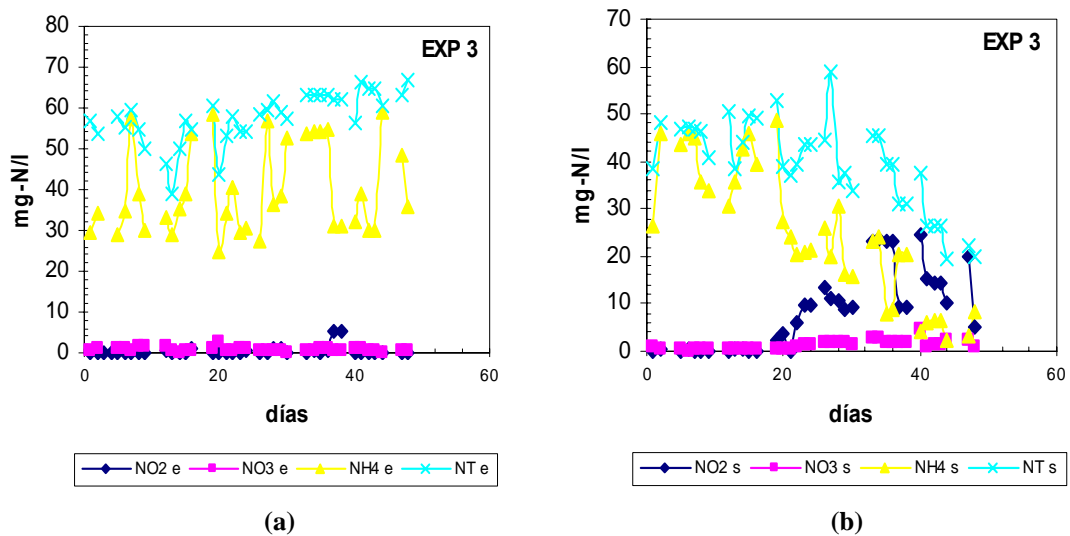 (a)
80
70
60
50
40
30
20
10
0
mg-N/l
EXP 3
0 20 40 60
días
NO2 e NO3 e NH4 e NT e
(b)
70
60
50
40
30
20
10
0
mg-N/l
EXP 3
0 20 40 60
días
NO2 s NO3 s NH4 s NT s
(a) (b)